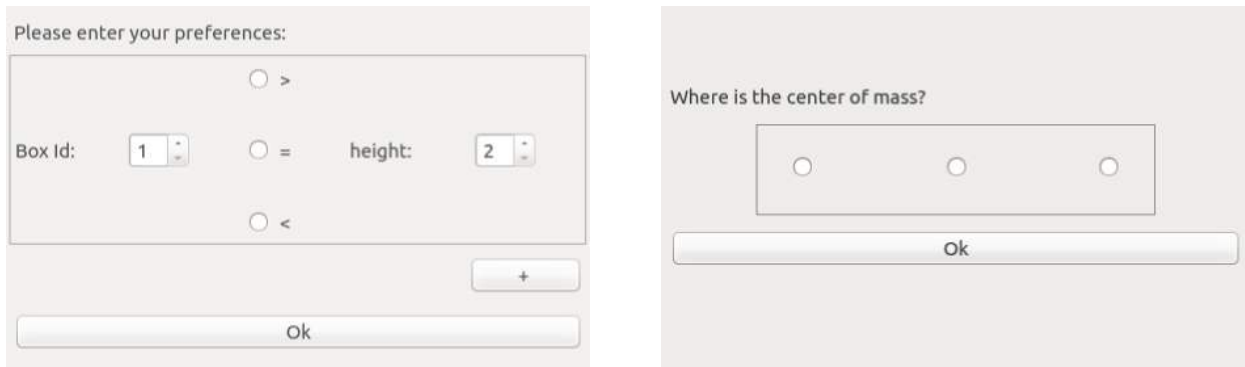 Please enter your preferences:
>
Box Id: 1 = height: 2
<
+
Ok
Where is the center of mass?
Ok